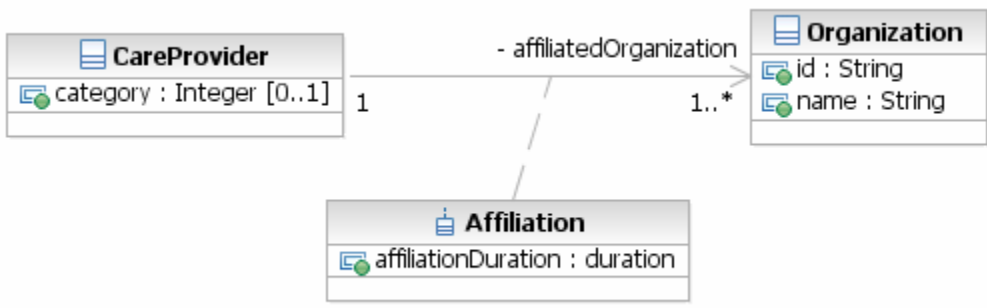 CareProvider
category : Integer [0..1]
- affiliatedOrganization
1
1..*
Organization
id : String
name : String
Affiliation
affiliationDuration : duration